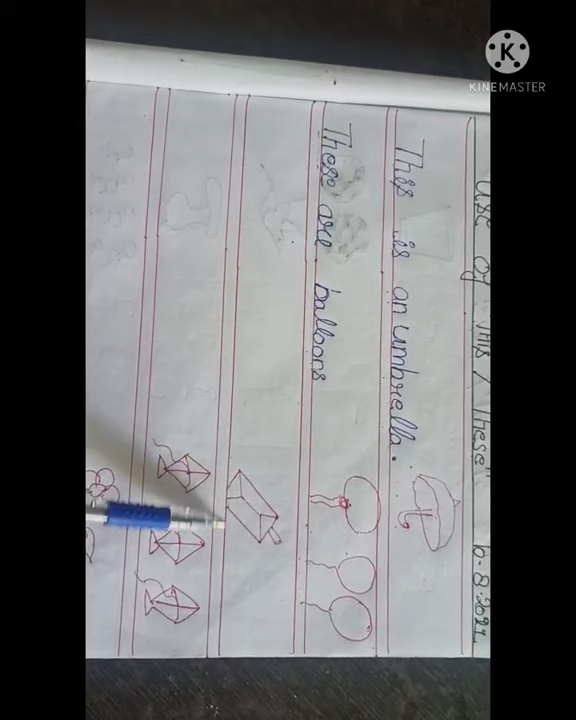 K
KINEMASTER
Use of This / These" 6.8.2021
This is an umbrella.
These are balloons